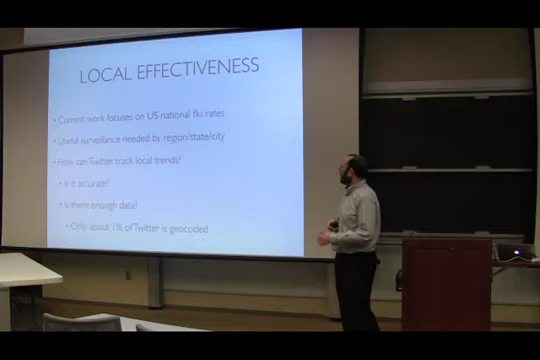 LOCAL EFFECTIVENESS
• Current work focuses on US national flu rates
• Useful surveillance needed by region/state/city
• How can Twitter track local trends?
• Is it accurate?
• Is there enough data?
• Only about 1% of Twitter is geocoded